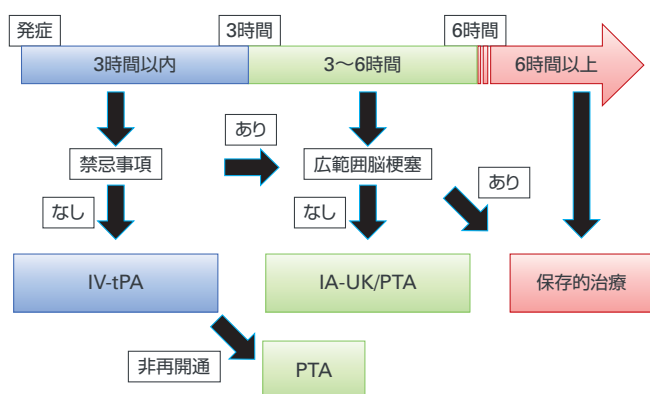 発症
3時間
6時間
3時間以内
3〜6時間
6時間以上
あり
禁忌事項
広範囲脳梗塞
あり
なし
なし
IV-tPA
IA-UK/PTA
保存的治療
非再開通
PTA